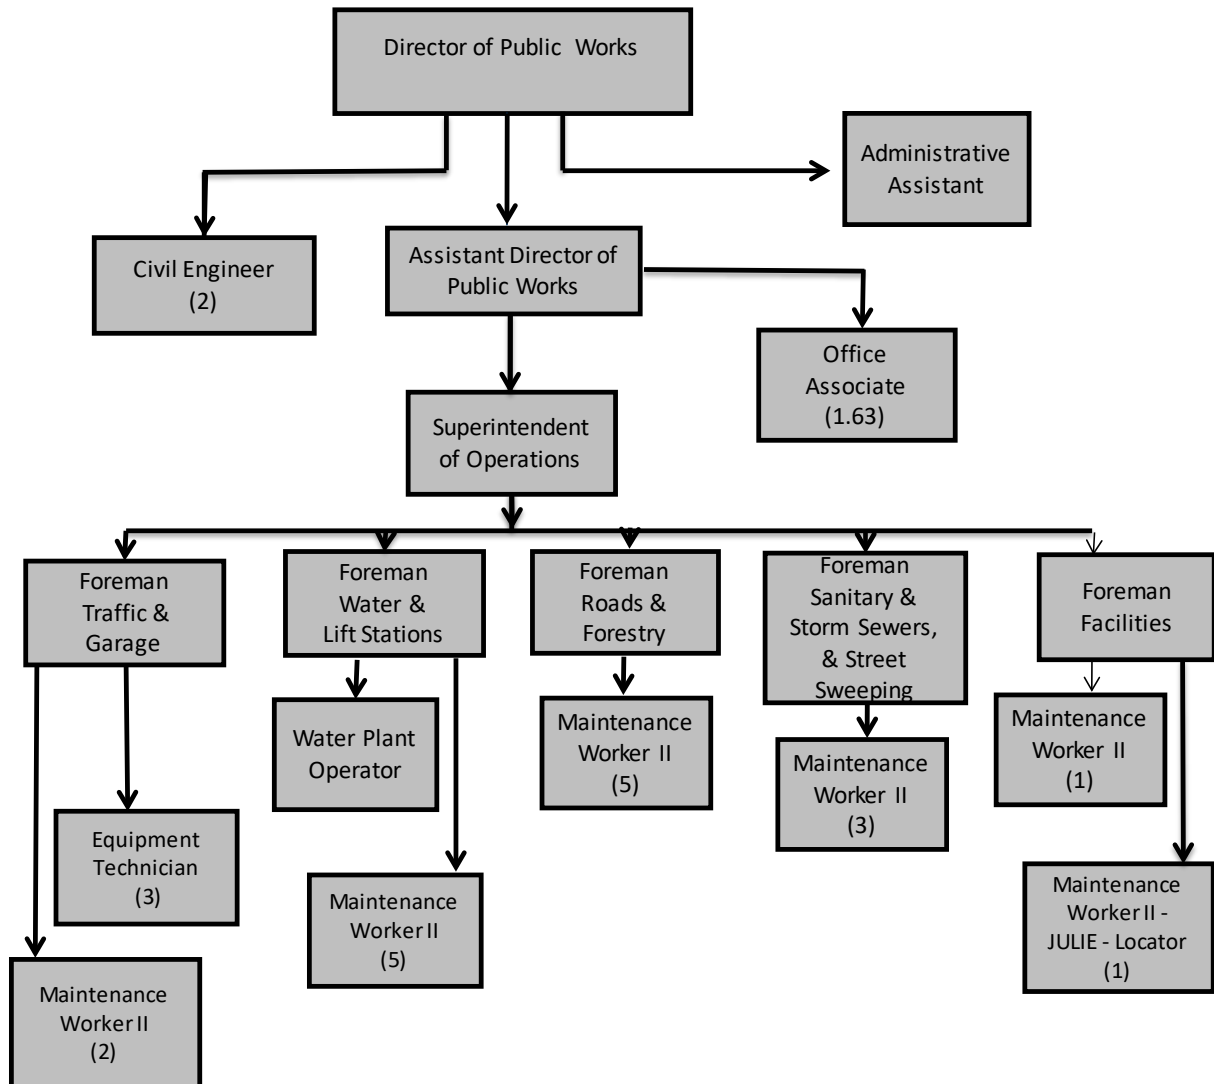 Director of Public Works
Administrative
Assistant
Civil Engineer
(2)
Assistant Director of
Public Works
Office
Associate
(1.63)
Superintendent
of Operations
Foreman
Traffic &
Garage
Foreman
Water &
Lift Stations
Foreman
Roads &
Forestry
Foreman
Sanitary &
Storm Sewers,
& Street
Sweeping
Foreman
Facilities
Water Plant
Operator
Maintenance
Worker II
(5)
Maintenance
Worker II
(3)
Maintenance
Worker II
(1)
Equipment
Technician
(3)
Maintenance
Worker II
(5)
Maintenance
Worker II -
JULIE - Locator
(1)
Maintenance
Worker II
(2)